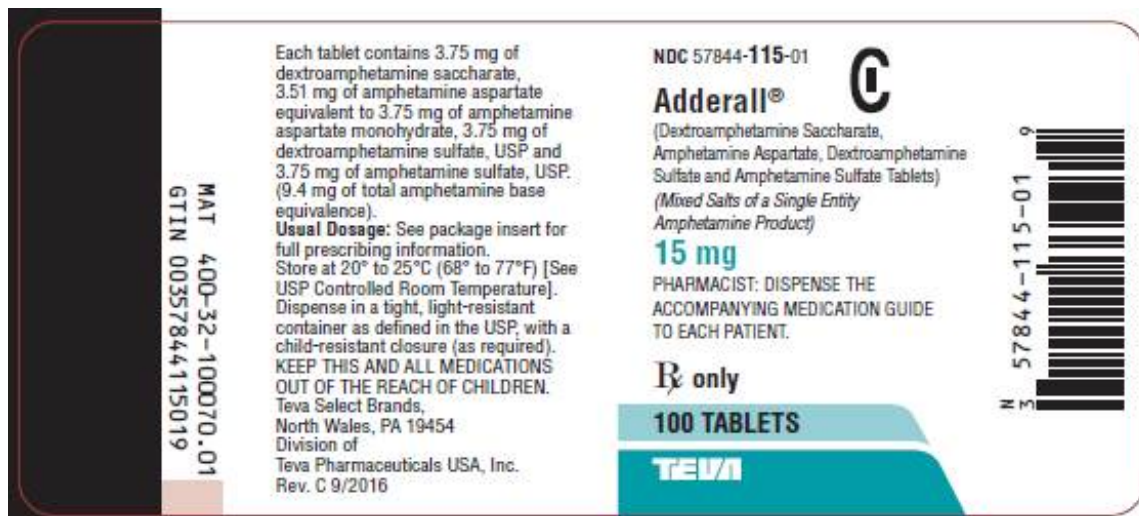 MAT 400-32-100070.01
GTIN 00357844115019
Each tablet contains 3.75 mg of
dextroamphetamine saccharate,
3.51 mg of amphetamine aspartate
equivalent to 3.75 mg of amphetamine
aspartate monohydrate, 3.75 mg of
dextroamphetamine sulfate, USP and
3.75 mg of amphetamine sulfate, USP.
(9.4 mg of total amphetamine base
equivalence).
Usual Dosage: See package insert for
full prescribing information.
Store at 20° to 25°C (68° to 77°F) [See
USP Controlled Room Temperature].
Dispense in a tight, light-resistant
container as defined in the USP, with a
child-resistant closure (as required).
KEEP THIS AND ALL MEDICATIONS
OUT OF THE REACH OF CHILDREN.
Teva Select Brands,
North Wales, PA 19454
Division of
Teva Pharmaceuticals USA, Inc.
Rev. C 9/2016
NDC 57844-115-01
CII
Adderall®
(Dextroamphetamine Saccharate,
Amphetamine Aspartate, Dextroamphetamine
Sulfate and Amphetamine Sulfate Tablets)
(Mixed Salts of a Single Entity
Amphetamine Product)
15 mg
PHARMACIST: DISPENSE THE
ACCOMPANYING MEDICATION GUIDE
TO EACH PATIENT.
Rx only
100 TABLETS
TEVA
N
3 57844-115-01 9